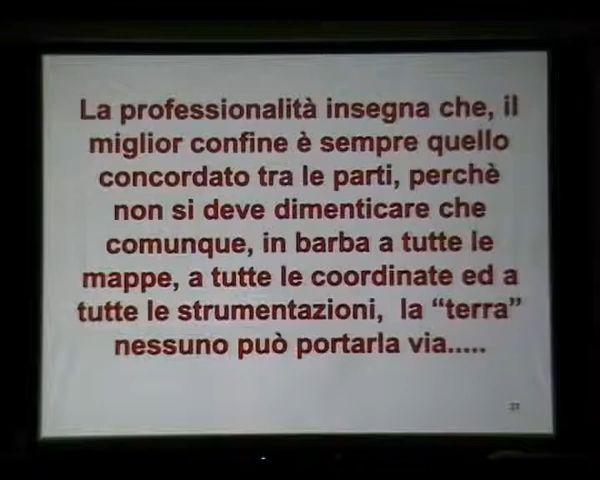 La professionalità insegna che, il
miglior confine è sempre quello
concordato tra le parti, perchè
non si deve dimenticare che
comunque, in barba a tutte le
mappe, a tutte le coordinate ed a
tutte le strumentazioni,  la “terra”
nessuno può portarla via.....